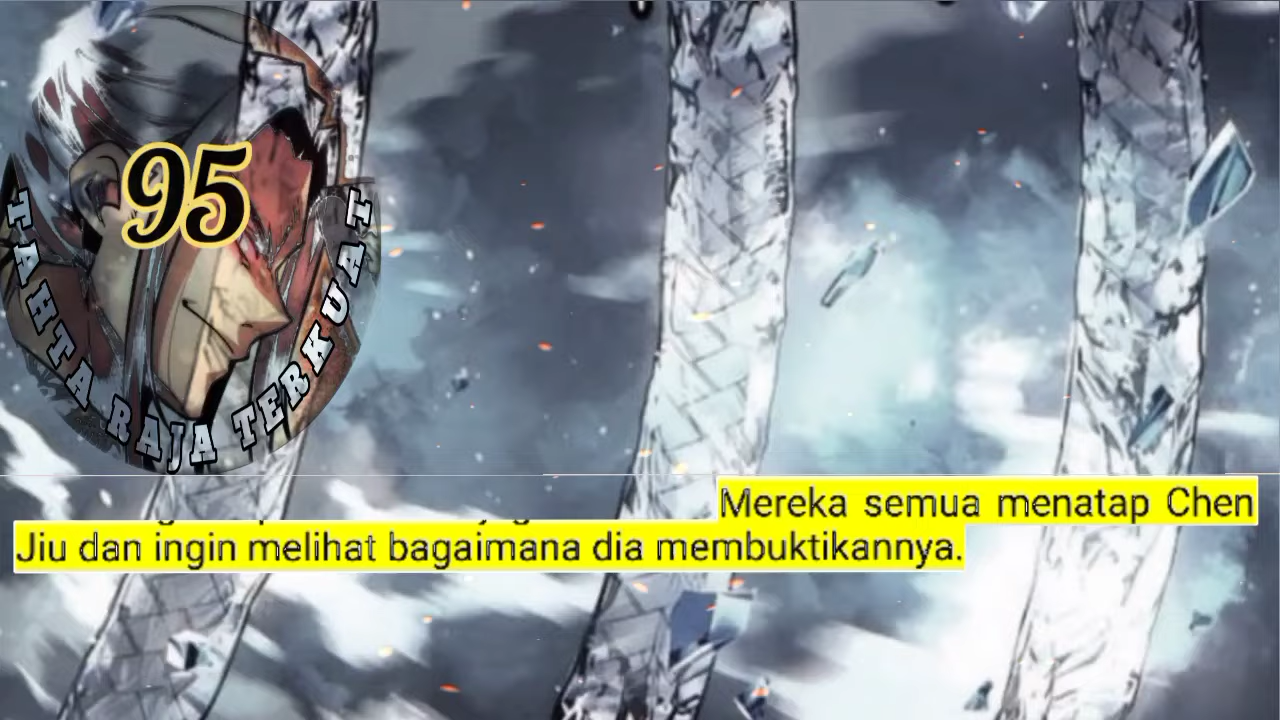 95
TAHTA RAJA TERKUAT
Mereka semua menatap Chen
Jiu dan ingin melihat bagaimana dia membuktikannya.